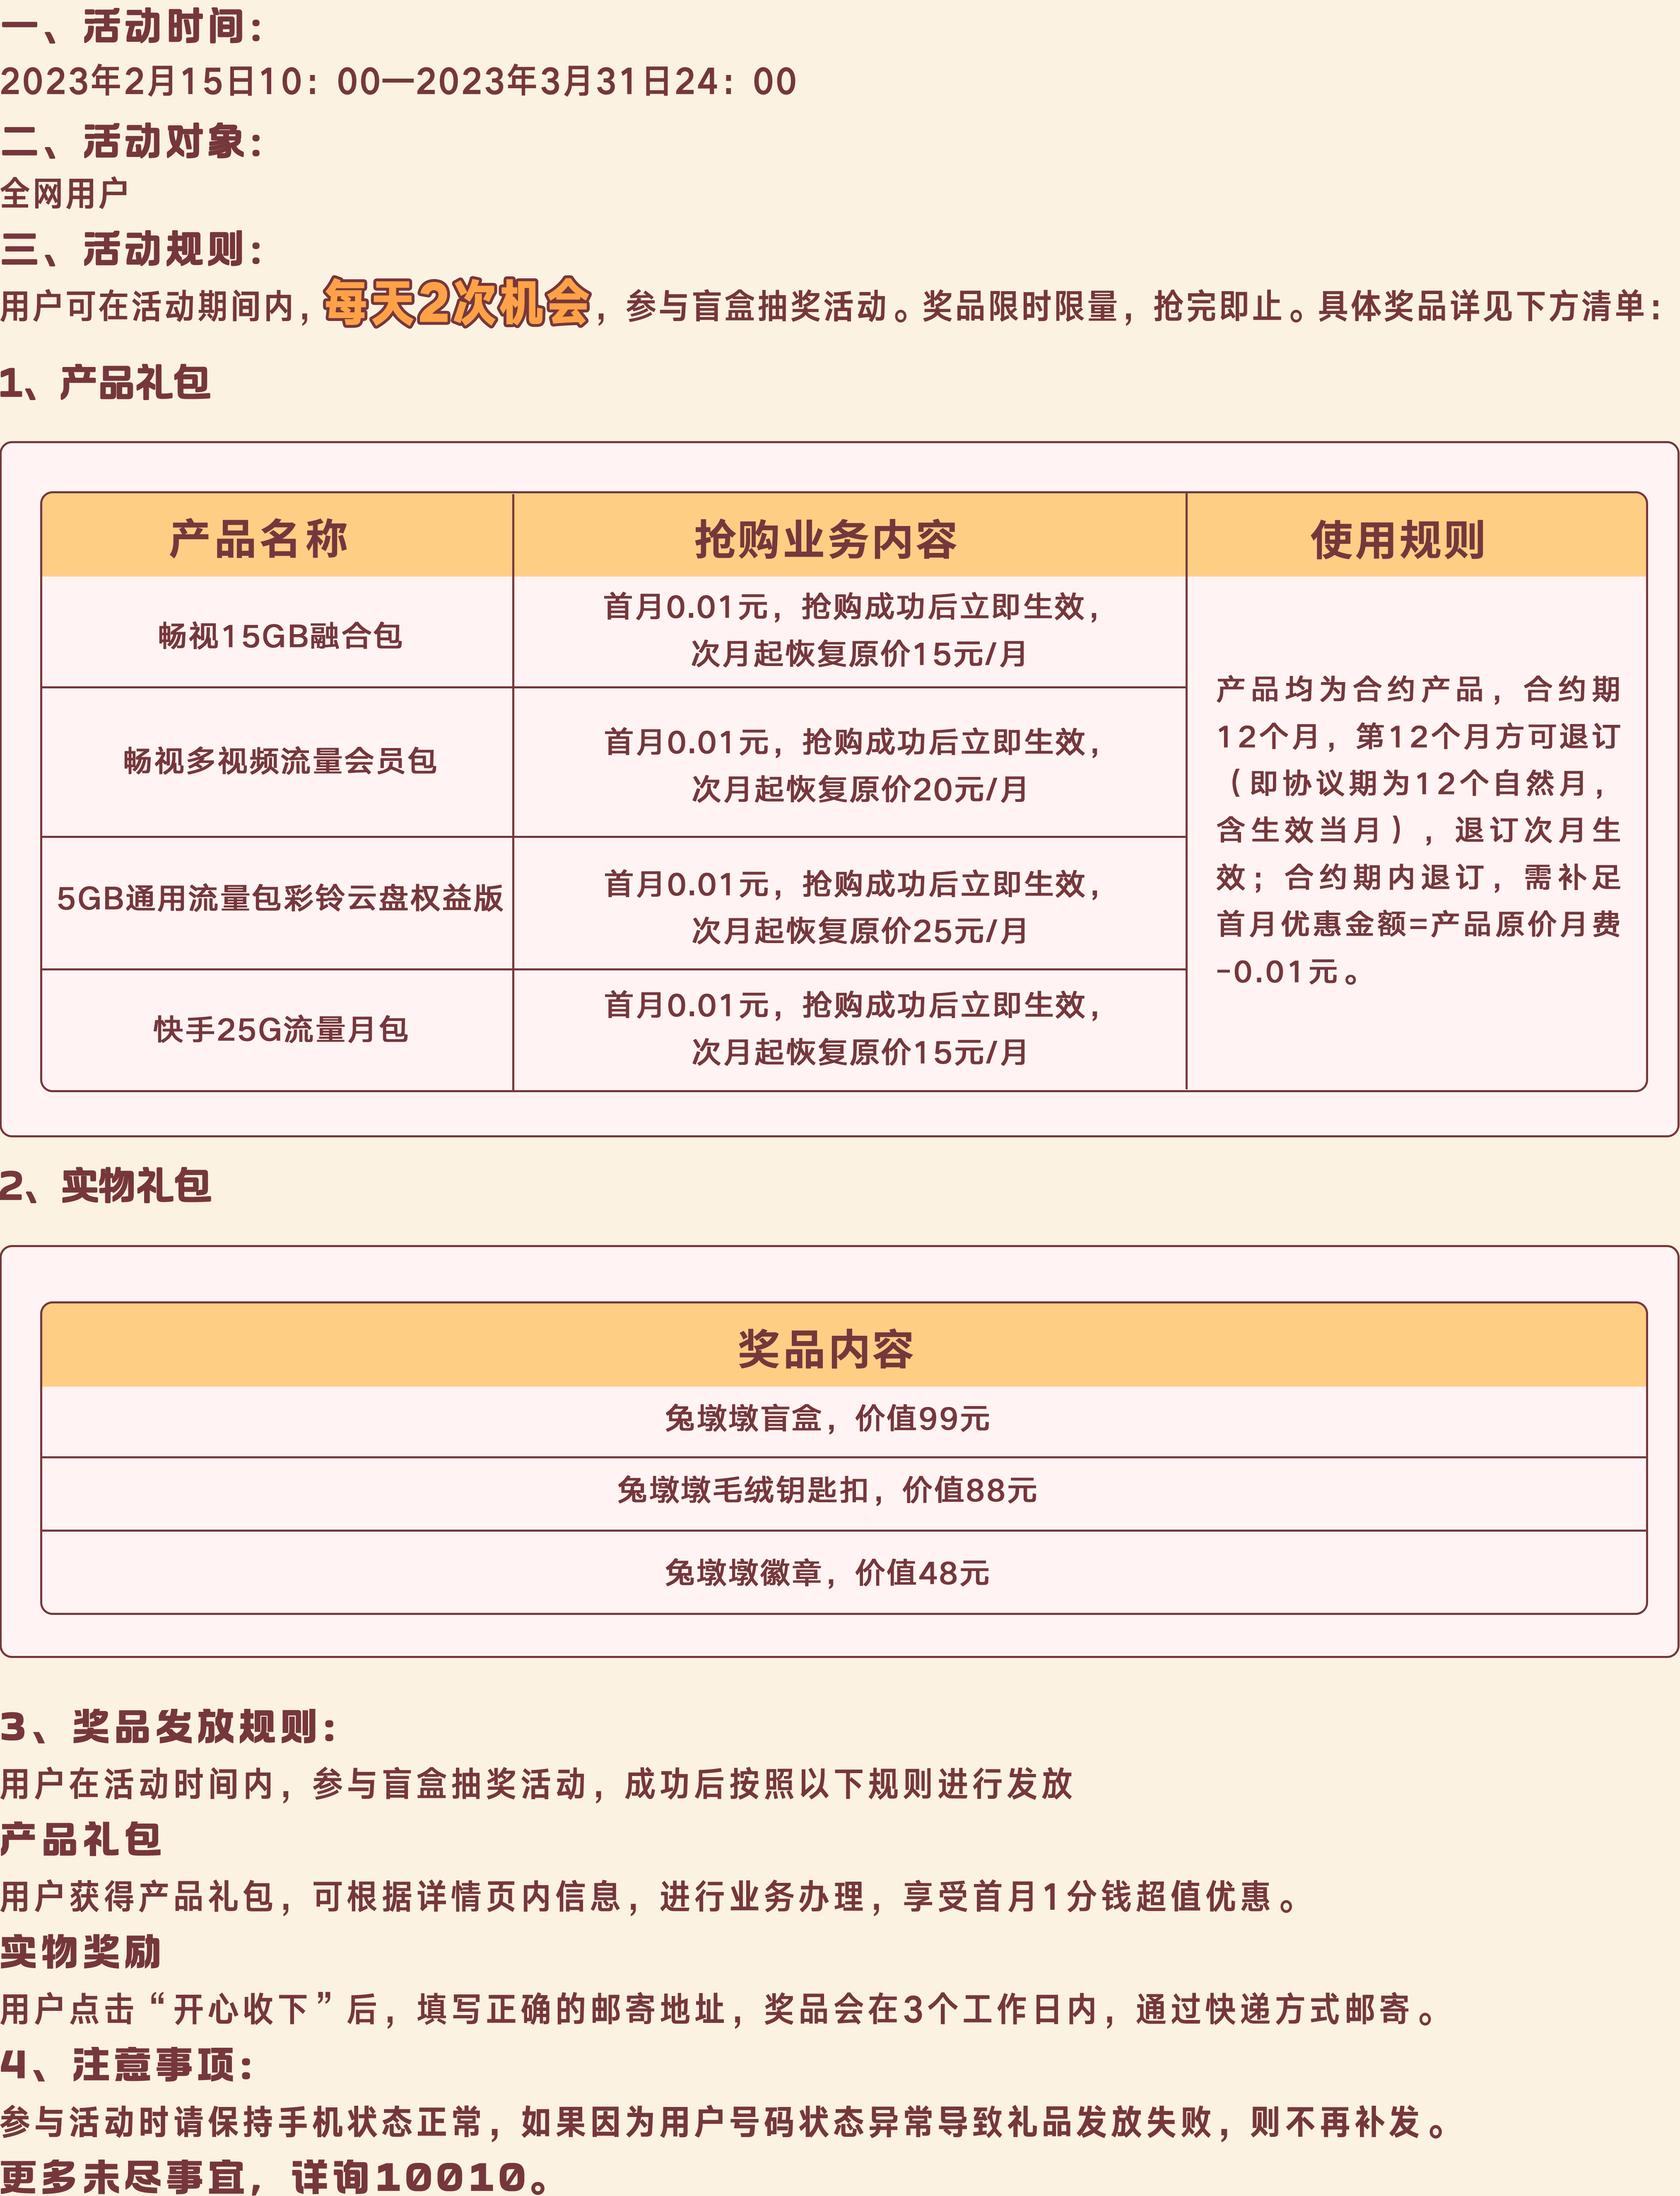 一、活动时间：
2023年2月15日10：00—2023年3月31日24：00
二、活动对象：
全网用户
三、活动规则：
用户可在活动期间内，每天2次机会，参与盲盒抽奖活动。奖品限时限量，抢完即止。具体奖品详见下方清单：
1、产品礼包
产品名称
抢购业务内容
使用规则
畅视15GB融合包
首月0.01元，抢购成功后立即生效，
次月起恢复原价15元/月
畅视多视频流量会员包
首月0.01元，抢购成功后立即生效，
次月起恢复原价20元/月
5GB通用流量包彩铃云盘权益版
首月0.01元，抢购成功后立即生效，
次月起恢复原价25元/月
快手25G流量月包
首月0.01元，抢购成功后立即生效，
次月起恢复原价15元/月
产品均为合约产品，合约期
12个月，第12个月方可退订
（即协议期为12个自然月，
含生效当月），退订次月生
效；合约期内退订，需补足
首月优惠金额=产品原价月费
-0.01元。
2、实物礼包
奖品内容
兔墩墩盲盒，价值99元
兔墩墩毛绒钥匙扣，价值88元
兔墩墩徽章，价值48元
3、奖品发放规则：
用户在活动时间内，参与盲盒抽奖活动，成功后按照以下规则进行发放
产品礼包
用户获得产品礼包，可根据详情页内信息，进行业务办理，享受首月1分钱超值优惠。
实物奖励
用户点击“开心收下”后，填写正确的邮寄地址，奖品会在3个工作日内，通过快递方式邮寄。
4、注意事项：
参与活动时请保持手机状态正常，如果因为用户号码状态异常导致礼品发放失败，则不再补发。
更多未尽事宜，详询10010。